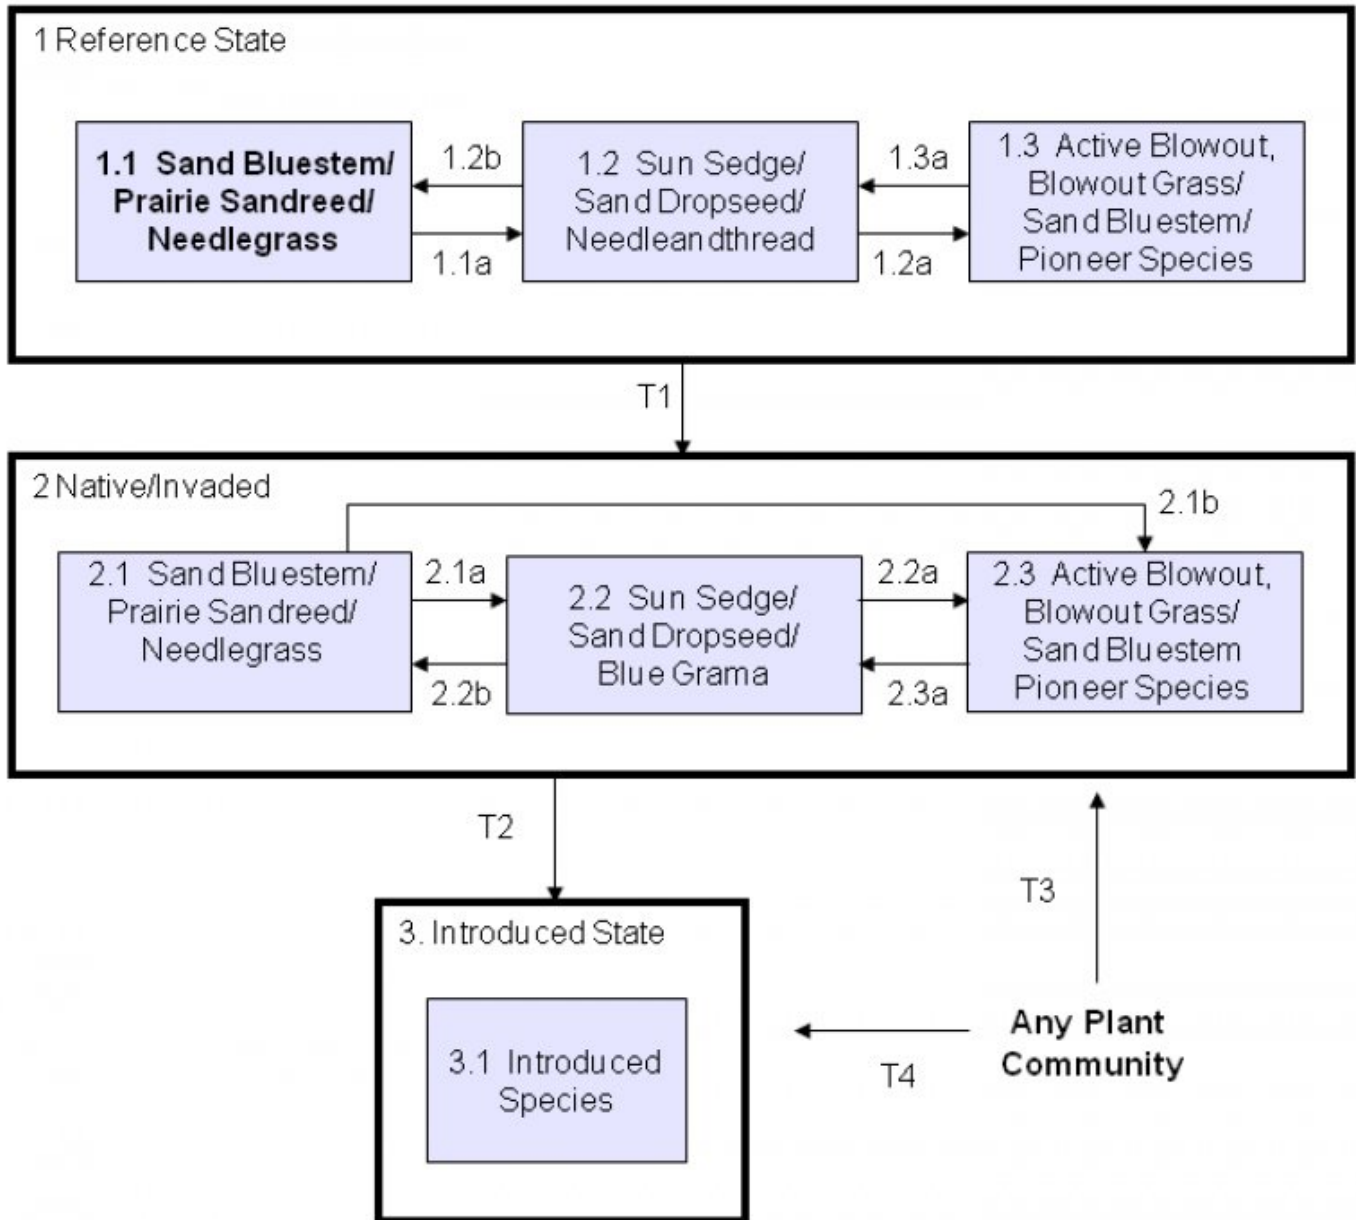 1 Reference State
1.1 Sand Bluestem/
Prairie Sandreed/
Needlegrass
1.2b
1.1a
1.2 Sun Sedge/
Sand Dropseed/
Needleandthread
1.3a
1.2a
1.3 Active Blowout,
Blowout Grass/
Sand Bluestem/
Pioneer Species
T1
2 Native/Invaded
2.1b
2.1 Sand Bluestem/
Prairie Sandreed/
Needlegrass
2.1a
2.2b
2.2 Sun Sedge/
Sand Dropseed/
Blue Grama
2.2a
2.3a
2.3 Active Blowout,
Blowout Grass/
Sand Bluestem
Pioneer Species
T2
T3
3. Introduced State
3.1 Introduced
Species
T4
Any Plant
Community